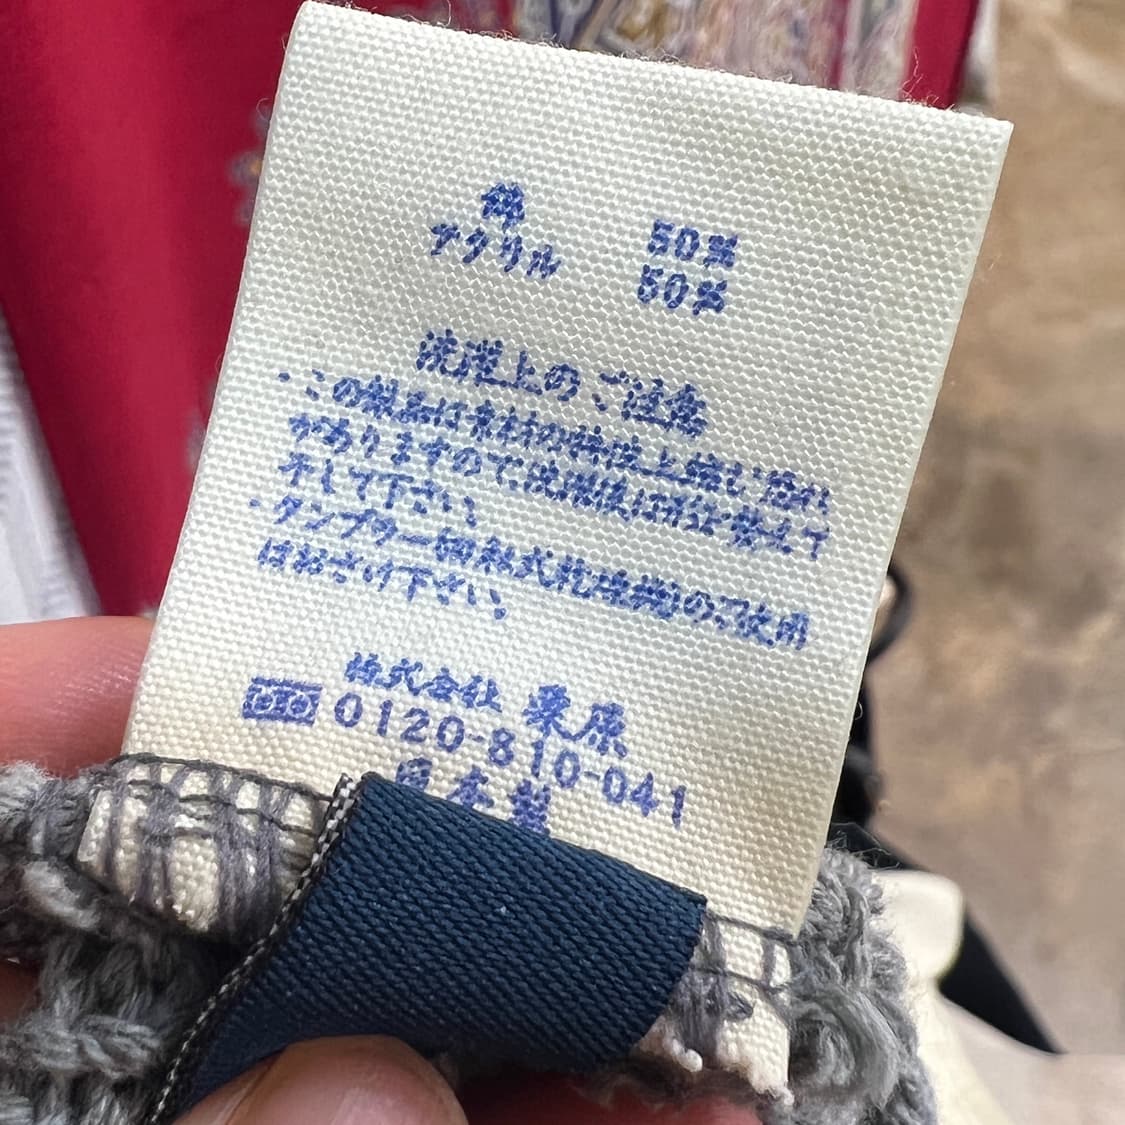 綿 50%
アクリル 50%
洗濯上のご注意
・この製品は素材の特性上縮む恐れ
がありますので、洗濯後は形を整えて
干して下さい。
・タンブラー回転式乾燥機のご使用
はおさけ下さい。
株式会社 栗原
0120-810-041
日本製